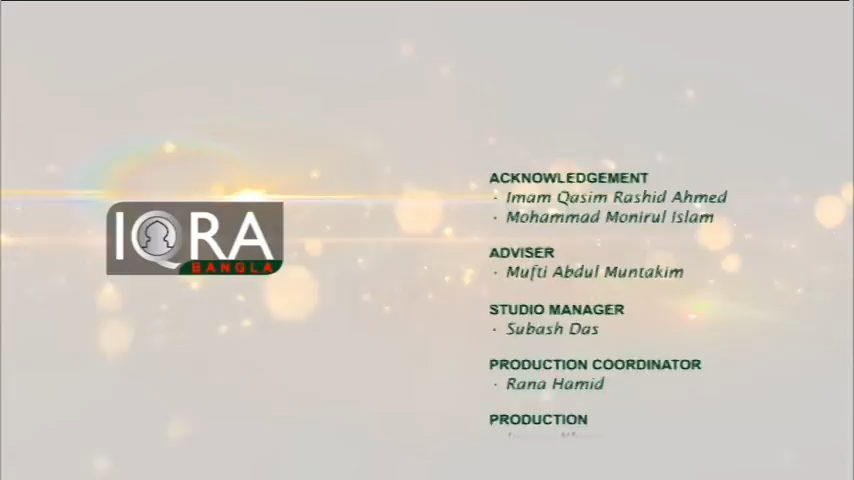 IQRA
BANGLA
ACKNOWLEDGEMENT
· Imam Qasim Rashid Ahmed
· Mohammad Monirul Islam
ADVISER
· Mufti Abdul Muntakim
STUDIO MANAGER
· Subash Das
PRODUCTION COORDINATOR
· Rana Hamid
PRODUCTION